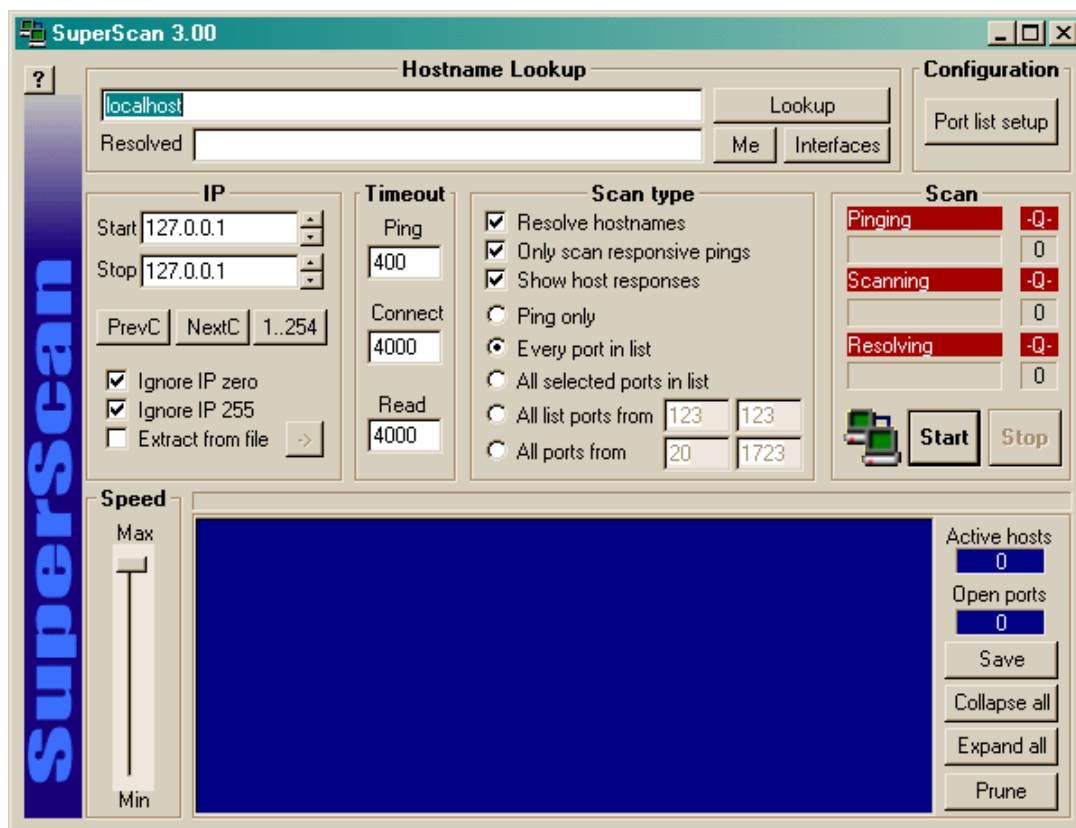 SuperScan 3.00
?
SuperScan
Hostname Lookup
localhost
Lookup
Resolved
Me
Interfaces
Configuration
Port list setup
IP
Start 127.0.0.1
Stop 127.0.0.1
PrevC NextC 1..254
Ignore IP zero
Ignore IP 255
Extract from file ->
Timeout
Ping
400
Connect
4000
Read
4000
Scan type
Resolve hostnames
Only scan responsive pings
Show host responses
Ping only
Every port in list
All selected ports in list
All list ports from 123 123
All ports from 20 1723
Scan
Pinging -Q-
0
Scanning -Q-
0
Resolving -Q-
0
Start Stop
Speed
Max
Min
Active hosts
0
Open ports
0
Save
Collapse all
Expand all
Prune